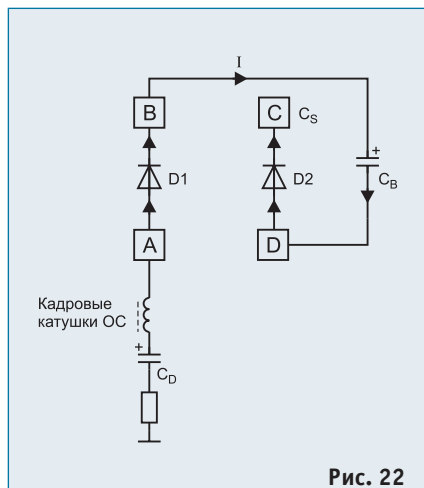 I
B
C
C_S
+
D1
D2
C_B
A
D
Кадровые
катушки ОС
+
C_D
Рис. 22